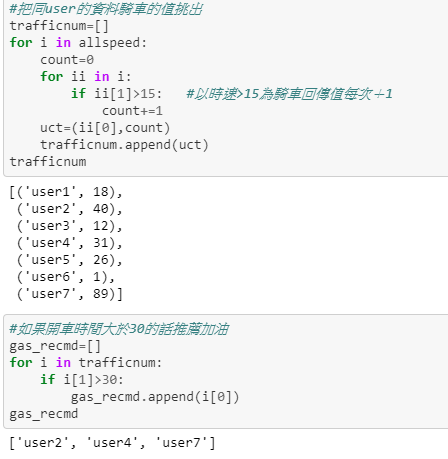 #把同user的資料騎車的值挑出
trafficnum=[]
for i in allspeed:
    count=0
    for ii in i:
        if ii[1]>15:   #以時速>15為騎車回傳值每次+1
            count+=1
    uct=(ii[0],count)
    trafficnum.append(uct)
trafficnum
[('user1', 18),
 ('user2', 40),
 ('user3', 12),
 ('user4', 31),
 ('user5', 26),
 ('user6', 1),
 ('user7', 89)]
#如果開車時間大於30的話推薦加油
gas_recmd=[]
for i in trafficnum:
    if i[1]>30:
        gas_recmd.append(i[0])
gas_recmd
['user2', 'user4', 'user7']